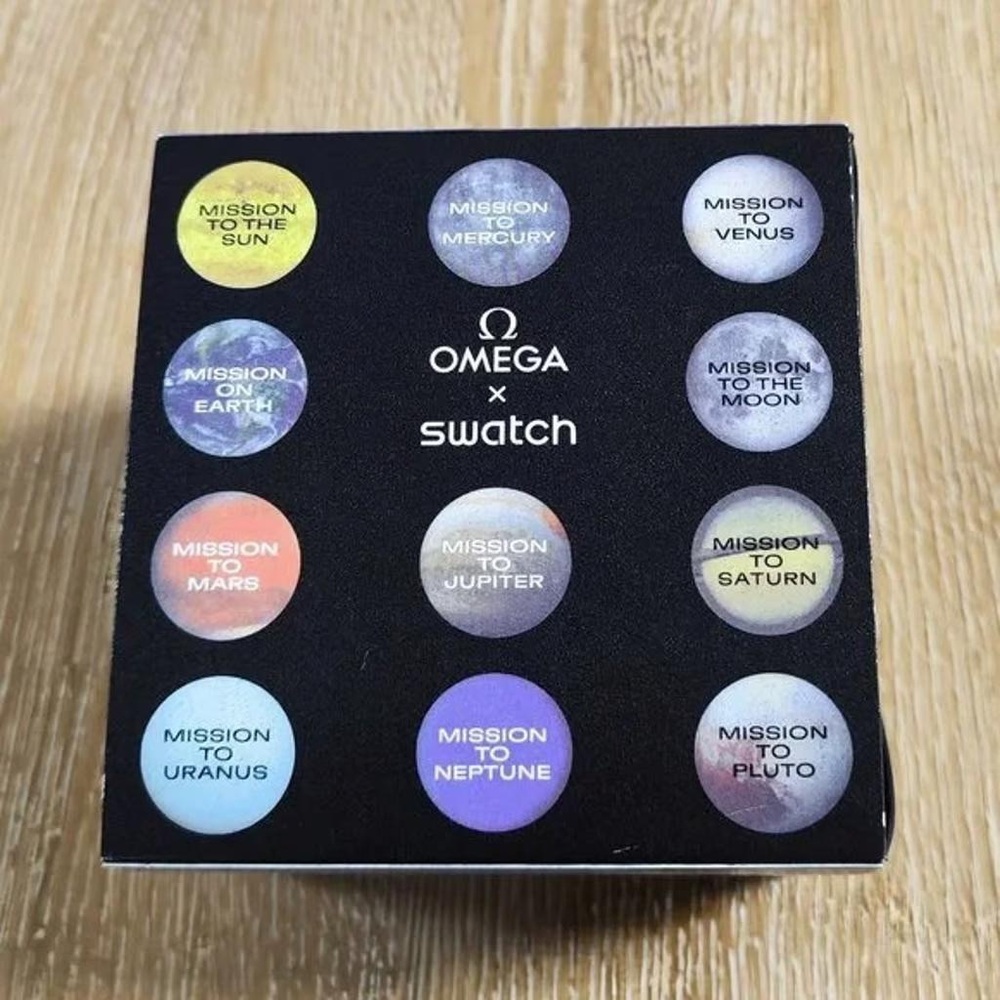 MISSION
TO THE
SUN
MISSION
TO
MERCURY
MISSION
TO
VENUS
MISSION
ON
EARTH
Ω
OMEGA
×
swatch
MISSION
TO THE
MOON
MISSION
TO
MARS
MISSION
TO
JUPITER
MISSION
TO
SATURN
MISSION
TO
URANUS
MISSION
TO
NEPTUNE
MISSION
TO
PLUTO